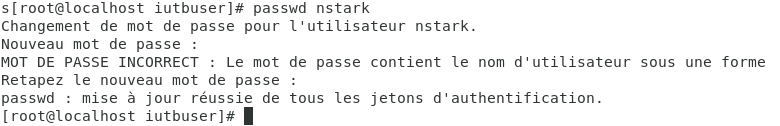 s[root@localhost iutbuser]# passwd nstark
Changement de mot de passe pour l'utilisateur nstark.
Nouveau mot de passe :
MOT DE PASSE INCORRECT : Le mot de passe contient le nom d'utilisateur sous une forme
Retapez le nouveau mot de passe :
passwd : mise à jour réussie de tous les jetons d'authentification.
[root@localhost iutbuser]#